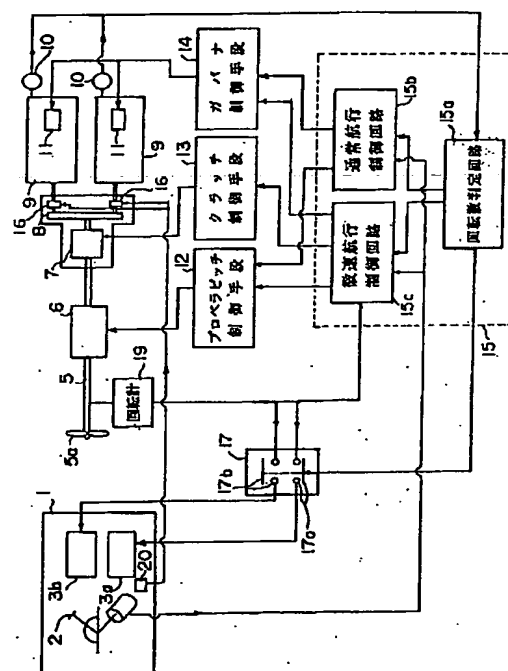 1
2
3b
3a
20
5a
5
6
7
8
16
16
9
9
10
10
11
11
回転計
19
プロペラピッチ
制御手段
12
クラッチ
制御手段
13
ガバナ
制御手段
14
17
17b
17a
微速航行
制御回路
15c
通常航行
制御回路
15b
回転数判定回路
15a
15